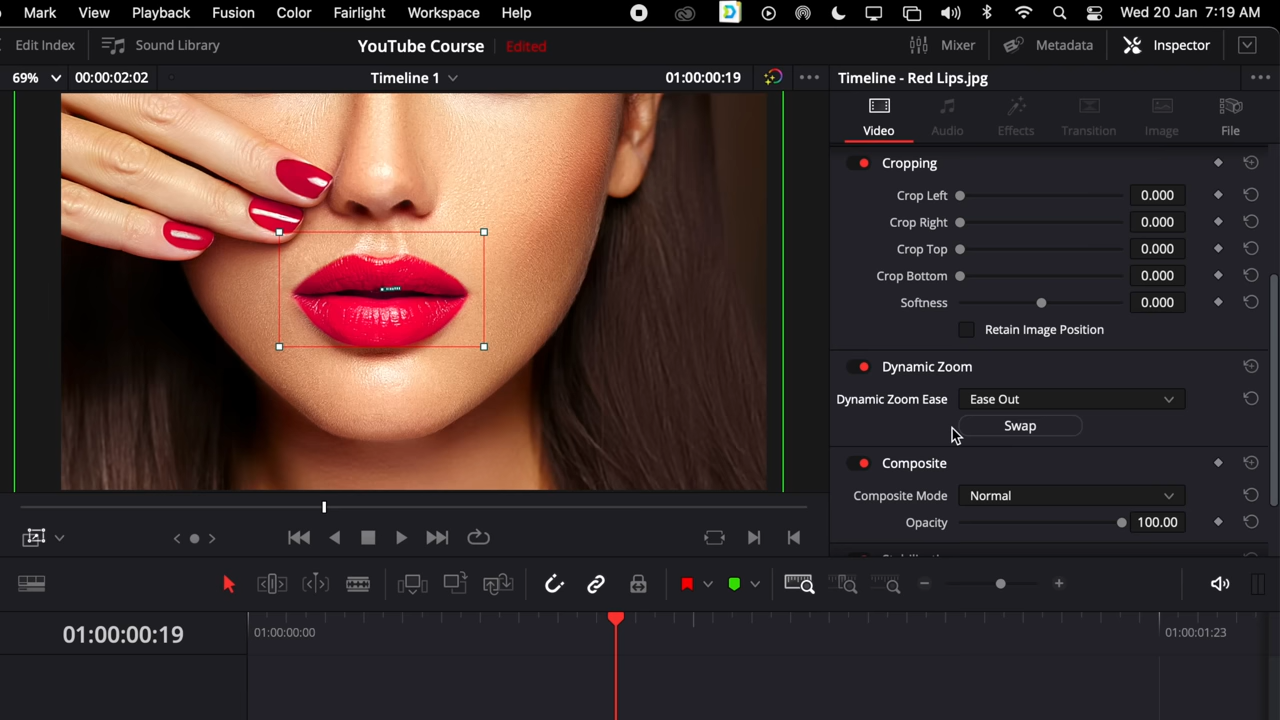 Mark View Playback Fusion Color Fairlight Workspace Help Wed 20 Jan 7:19 AM
Edit Index Sound Library YouTube Course Edited Mixer Metadata Inspector
69% 00:00:02:02 Timeline 1 01:00:00:19 Timeline - Red Lips.jpg
Video Audio Effects Transition Image File
Cropping
Crop Left 0.000
Crop Right 0.000
Crop Top 0.000
Crop Bottom 0.000
Softness 0.000
Retain Image Position
Dynamic Zoom
Dynamic Zoom Ease Ease Out
Swap
Composite
Composite Mode Normal
Opacity 100.00
01:00:00:19 01:00:00:00 01:00:01:23